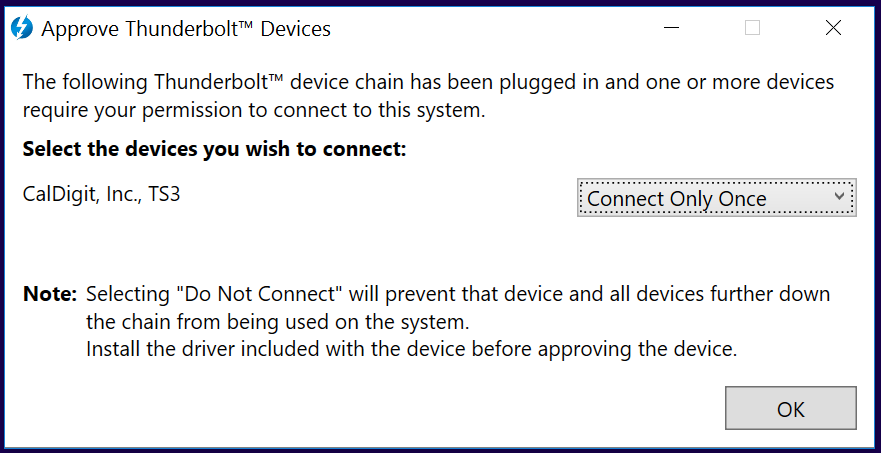 Approve Thunderbolt™ Devices
The following Thunderbolt™ device chain has been plugged in and one or more devices
require your permission to connect to this system.
Select the devices you wish to connect:
CalDigit, Inc., TS3
Connect Only Once
Note: Selecting "Do Not Connect" will prevent that device and all devices further down
the chain from being used on the system.
Install the driver included with the device before approving the device.
OK